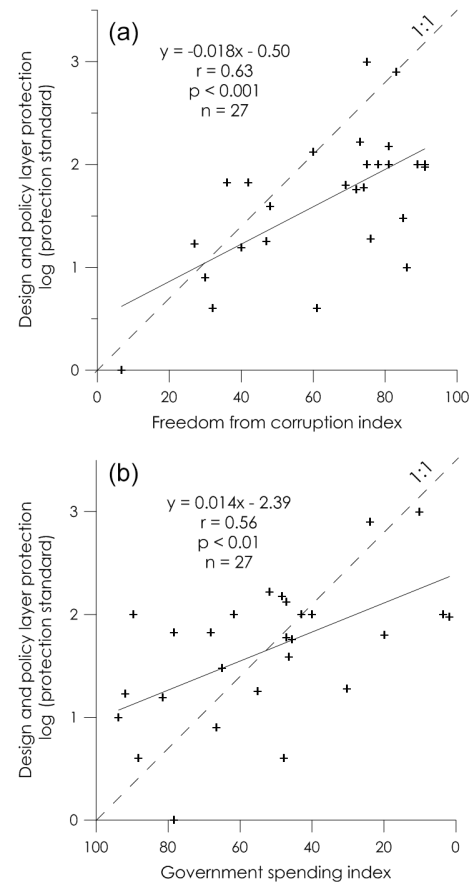 (a)
1:1
y = -0.018x - 0.50
r = 0.63
p < 0.001
n = 27
Design and policy layer protection
log (protection standard)
3
2
1
0
0 20 40 60 80 100
Freedom from corruption index
(b)
1:1
y = 0.014x - 2.39
r = 0.56
p < 0.01
n = 27
Design and policy layer protection
log (protection standard)
3
2
1
0
100 80 60 40 20 0
Government spending index